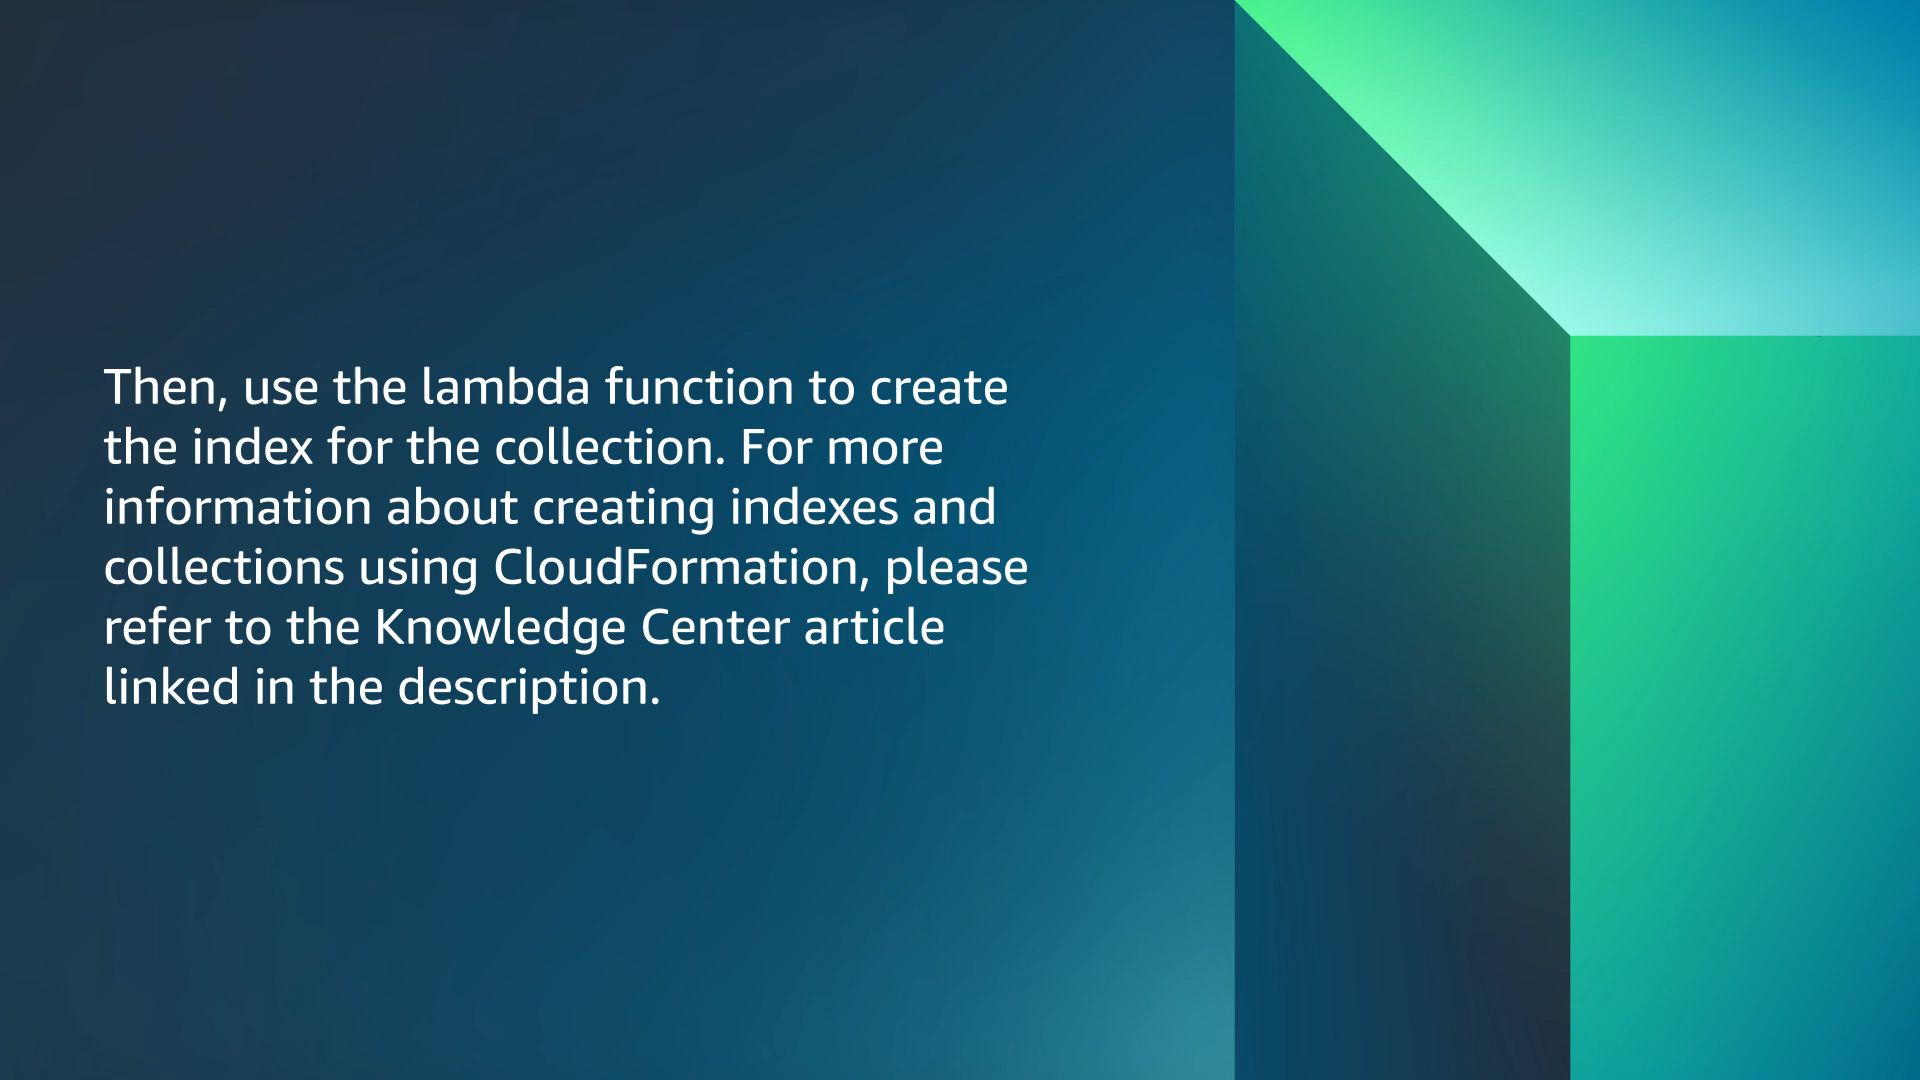 Then, use the lambda function to create
the index for the collection. For more
information about creating indexes and
collections using CloudFormation, please
refer to the Knowledge Center article
linked in the description.